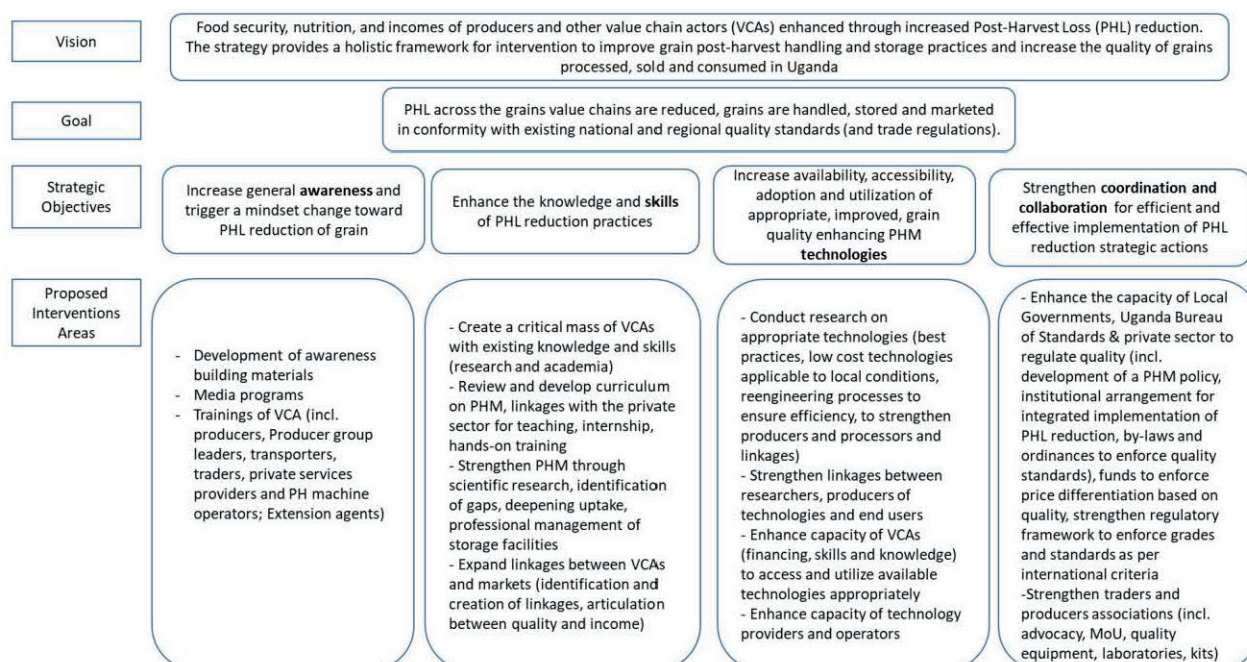 Vision
Food security, nutrition, and incomes of producers and other value chain actors (VCAs) enhanced through increased Post-Harvest Loss (PHL) reduction.
The strategy provides a holistic framework for intervention to improve grain post-harvest handling and storage practices and increase the quality of grains
processed, sold and consumed in Uganda
Goal
PHL across the grains value chains are reduced, grains are handled, stored and marketed
in conformity with existing national and regional quality standards (and trade regulations).
Strategic
Objectives
Increase general awareness and
trigger a mindset change toward
PHL reduction of grain
Enhance the knowledge and skills
of PHL reduction practices
Increase availability, accessibility,
adoption and utilization of
appropriate, improved, grain
quality enhancing PHM
technologies
Strengthen coordination and
collaboration for efficient and
effective implementation of PHL
reduction strategic actions
Proposed
Interventions
Areas
- Development of awareness
building materials
- Media programs
- Trainings of VCA (incl.
producers, Producer group
leaders, transporters,
traders, private services
providers and PH machine
operators; Extension agents)
- Create a critical mass of VCAs
with existing knowledge and skills
(research and academia)
- Review and develop curriculum
on PHM, linkages with the private
sector for teaching, internship,
hands-on training
- Strengthen PHM through
scientific research, identification
of gaps, deepening uptake,
professional management of
storage facilities
- Expand linkages between VCAs
and markets (identification and
creation of linkages, articulation
between quality and income)
- Conduct research on
appropriate technologies (best
practices, low cost technologies
applicable to local conditions,
reengineering processes to
ensure efficiency, to strengthen
producers and processors and
linkages)
- Strengthen linkages between
researchers, producers of
technologies and end users
- Enhance capacity of VCAs
(financing, skills and knowledge)
to access and utilize available
technologies appropriately
- Enhance capacity of technology
providers and operators
- Enhance the capacity of Local
Governments, Uganda Bureau
of Standards & private sector to
regulate quality (incl.
development of a PHM policy,
institutional arrangement for
integrated implementation of
PHL reduction, by-laws and
ordinances to enforce quality
standards), funds to enforce
price differentiation based on
quality, strengthen regulatory
framework to enforce grades
and standards as per
international criteria
-Strengthen traders and
producers associations (incl.
advocacy, MoU, quality
equipment, laboratories, kits)